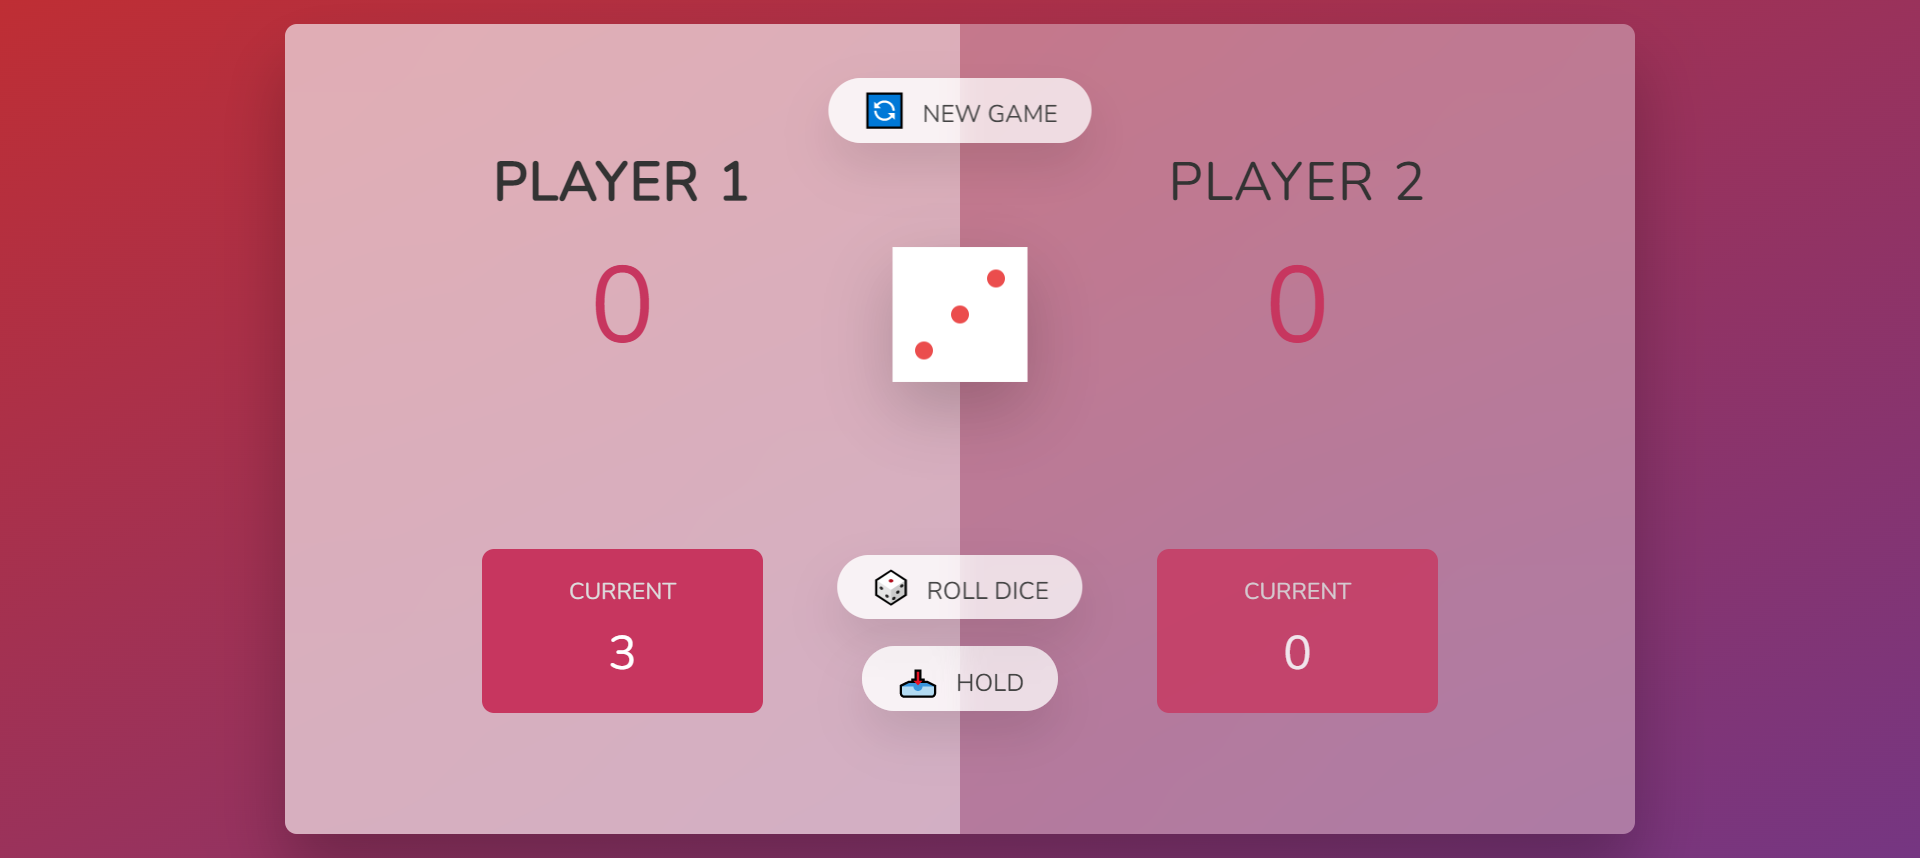 NEW GAME
PLAYER 1
0
PLAYER 2
0
CURRENT
3
ROLL DICE
HOLD
CURRENT
0